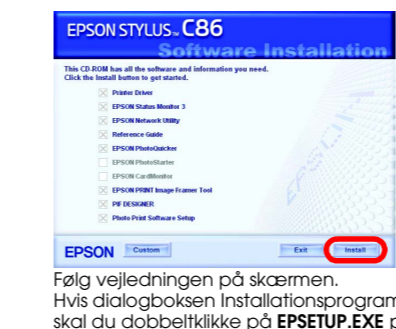 EPSON STYLUS™ C86
Software Installation
This CD-ROM has all the software and information you need.
Click the Install button to get started.
Printer Driver
EPSON Status Monitor 3
EPSON Network Utility
Reference Guide
EPSON PhotoQuicker
EPSON PhotoStarter
EPSON CardMonitor
EPSON PRINT Image Framer Tool
PIF DESIGNER
Photo Print Software Setup
EPSON
EPSON Custom Exit Install
Følg vejledningen på skærmen.
Hvis dialogboksen Installationsprogram
skal du dobbeltklikke på EPSETUP.EXE p